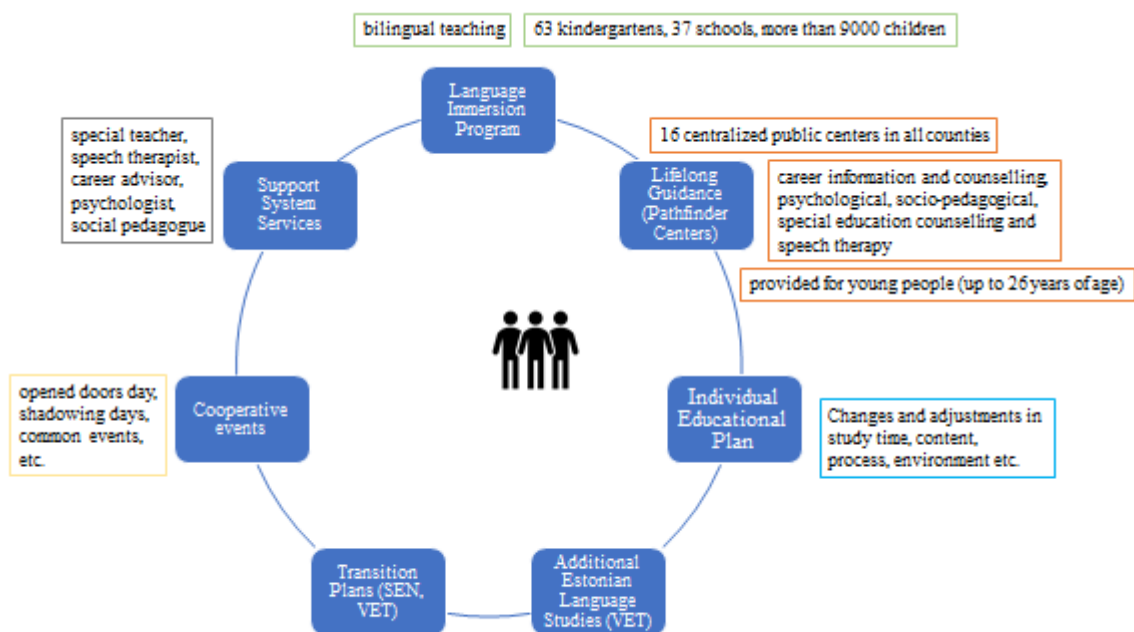 bilingual teaching
63 kindergartens, 37 schools, more than 9000 children
Language
Immersion
Program
special teacher,
speech therapist,
career advisor,
psychologist,
social pedagogue
Support
System
Services
16 centralized public centers in all counties
Lifelong
Guidance
(Pathfinder
Centers)
career information and counselling,
psychological, socio-pedagogical,
special education counselling and
speech therapy
provided for young people (up to 26 years of age)
opened doors day,
shadowing days,
common events,
etc.
Cooperative
events
Individual
Educational
Plan
Changes and adjustments in
study time, content,
process, environment etc.
Transition
Plans (SEN,
VET)
Additional
Estonian
Language
Studies (VET)